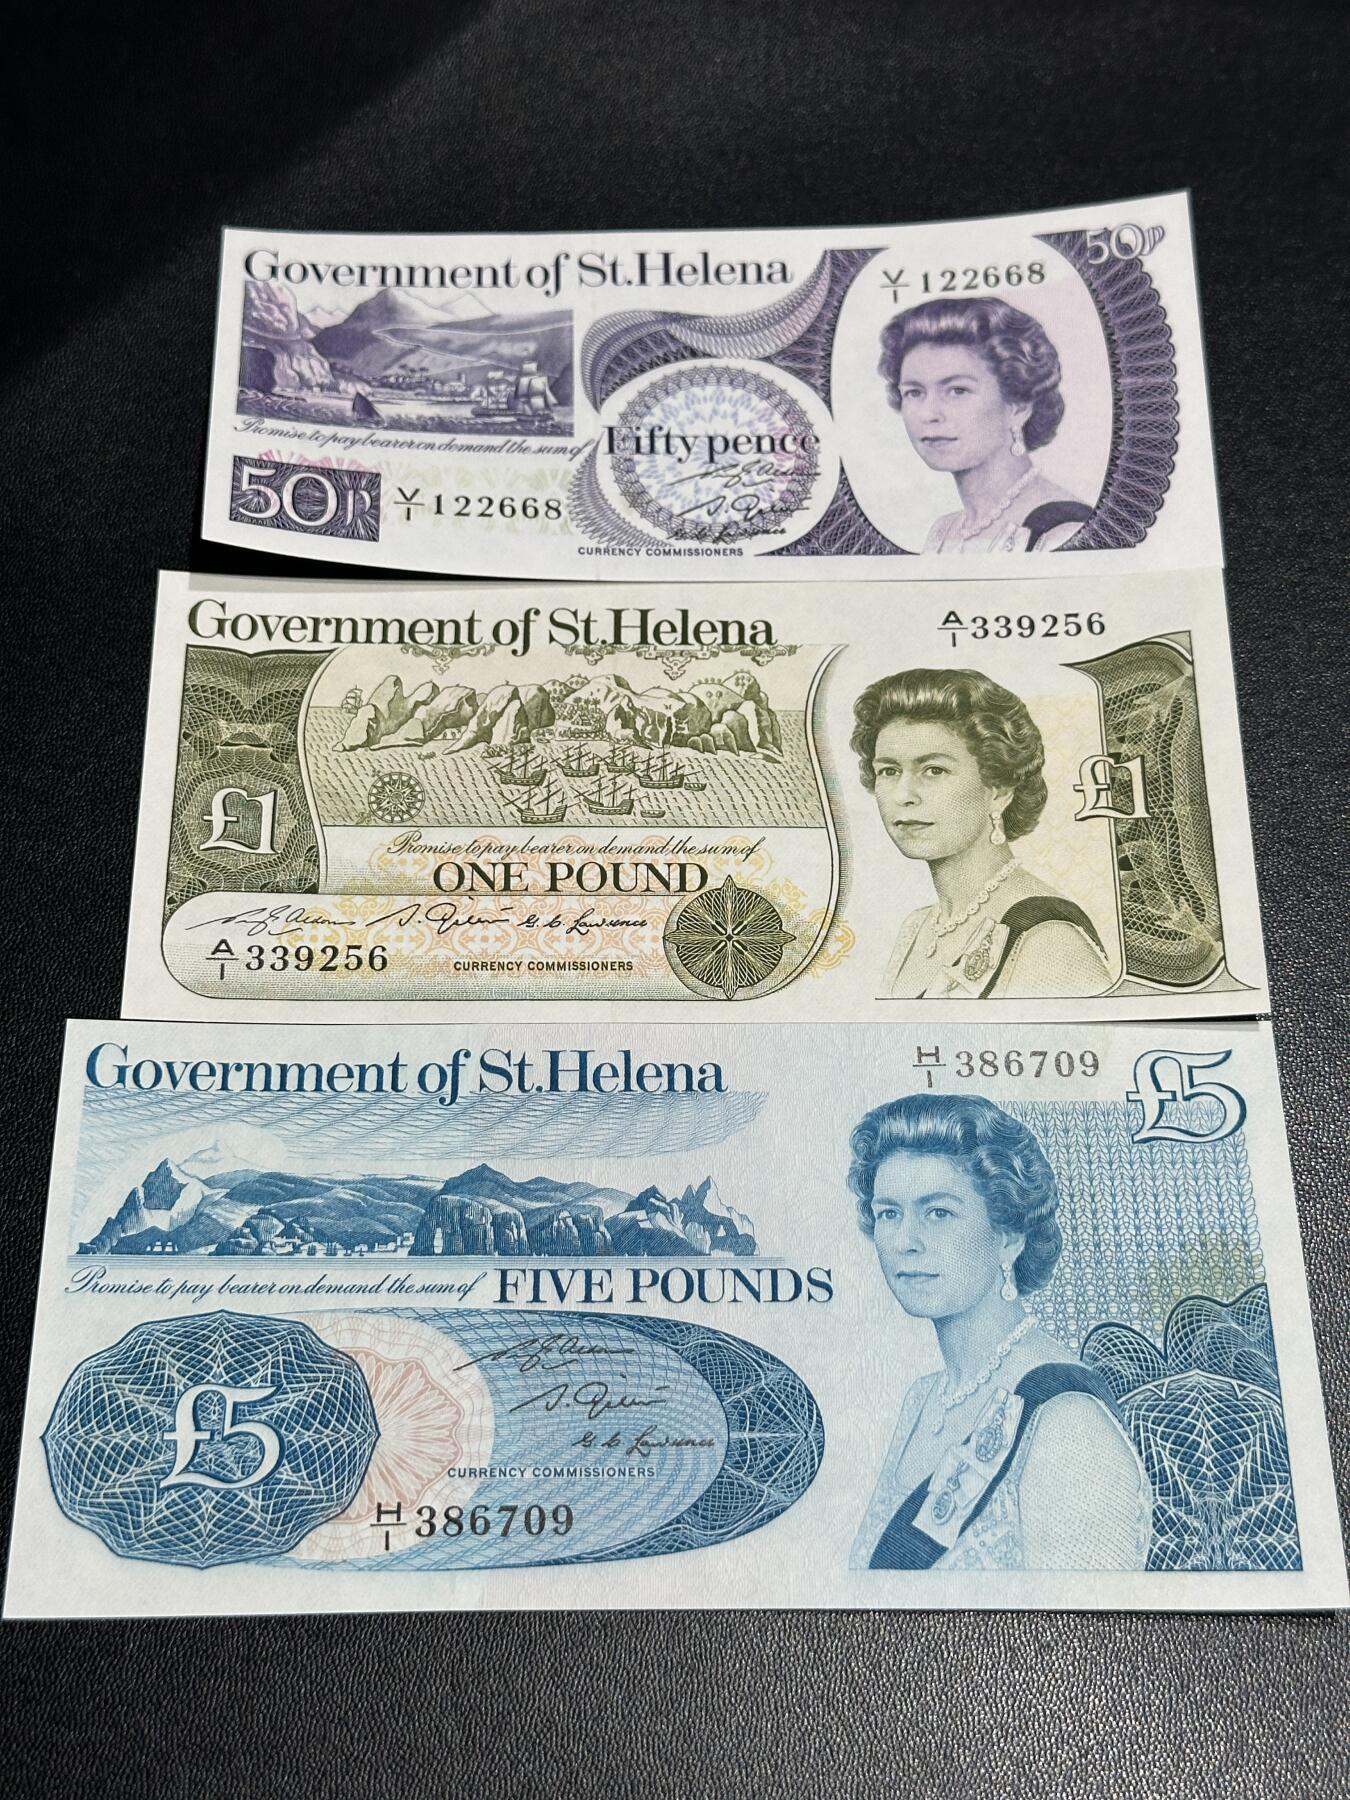 Government of St.Helena
50p
V/1 122668
Promise to pay bearer on demand the sum of
Fifty pence
50p
V/1 122668
CURRENCY COMMISSIONERS
Government of St.Helena
A/1 339256
£1
£1
Promise to pay bearer on demand the sum of
ONE POUND
G. C. Lawrence
A/1 339256
CURRENCY COMMISSIONERS
Government of St.Helena
H/1 386709
£5
Promise to pay bearer on demand the sum of
FIVE POUNDS
£5
G. C. Lawrence
CURRENCY COMMISSIONERS
H/1 386709